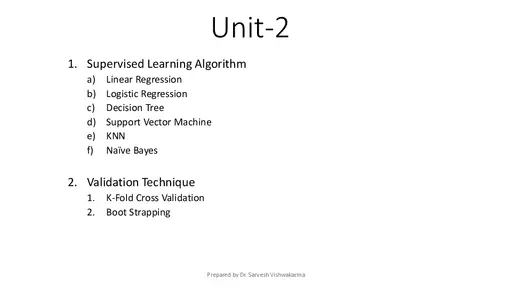 Unit-2
1. Supervised Learning Algorithm
a) Linear Regression
b) Logistic Regression
c) Decision Tree
d) Support Vector Machine
e) KNN
f) Naïve Bayes
2. Validation Technique
1. K-Fold Cross Validation
2. Boot Strapping
Prepared by Dr. Sarvesh Vishwakarma